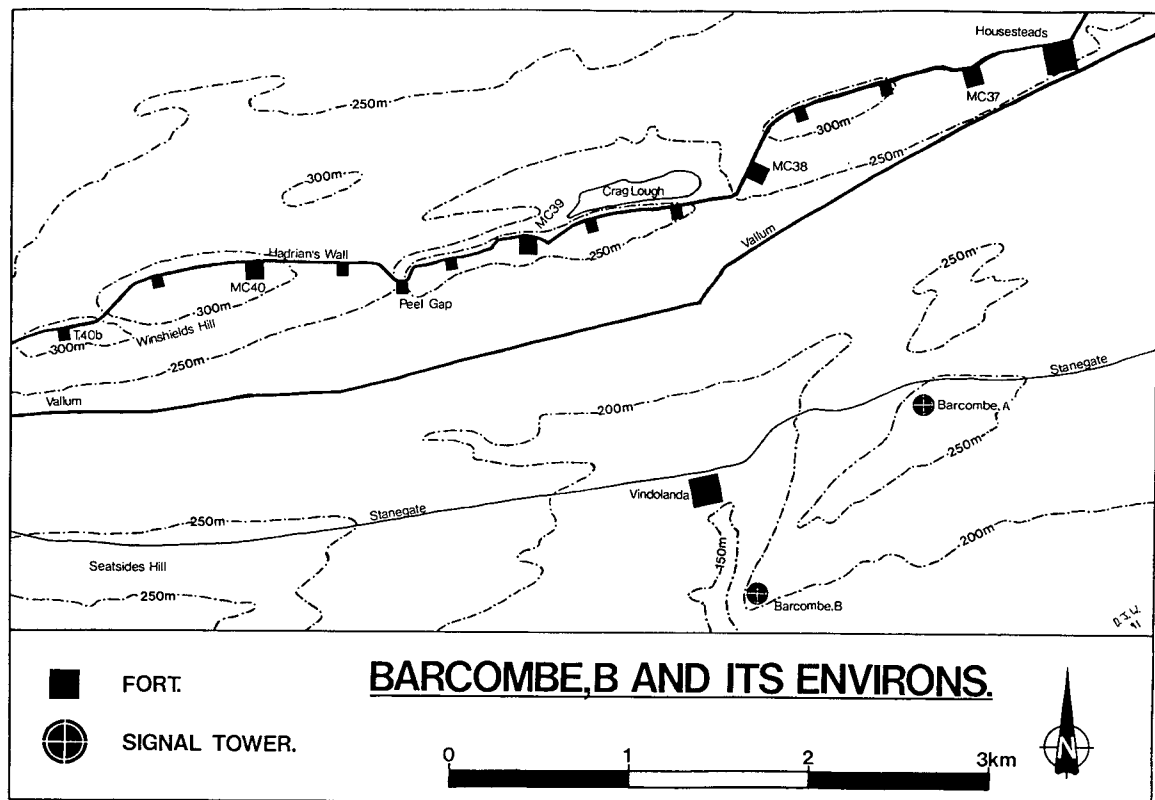 Housesteads
250m
MC37
300m
250m
MC38
300m
Crag Lough
MC39
Vallum
Hadrian's Wall
250m
250m
MC40
Peel Gap
300m
T.40b
Winshields Hill
300m
250m
Stanegate
Vallum
200m
Barcombe,A
250m
Vindolanda
Stanegate
250m
200m
150m
Seatsides Hill
250m
Barcombe,B
D.J.W.
91
FORT.
SIGNAL TOWER.
BARCOMBE,B AND ITS ENVIRONS.
0 1 2 3km
N